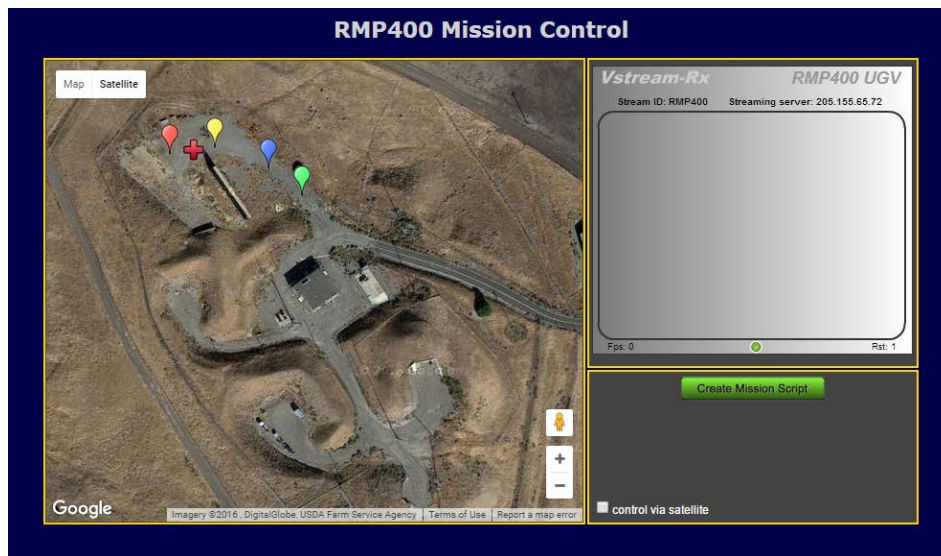 RMP400 Mission Control
Map Satellite
Vstream-Rx RMP400 UGV
Stream ID: RMP400 Streaming server: 205.155.65.72
Fps: 0 Rst: 1
Create Mission Script
control via satellite
+
−
Google
Imagery ©2016 , DigitalGlobe, USDA Farm Service Agency Terms of Use Report a map error